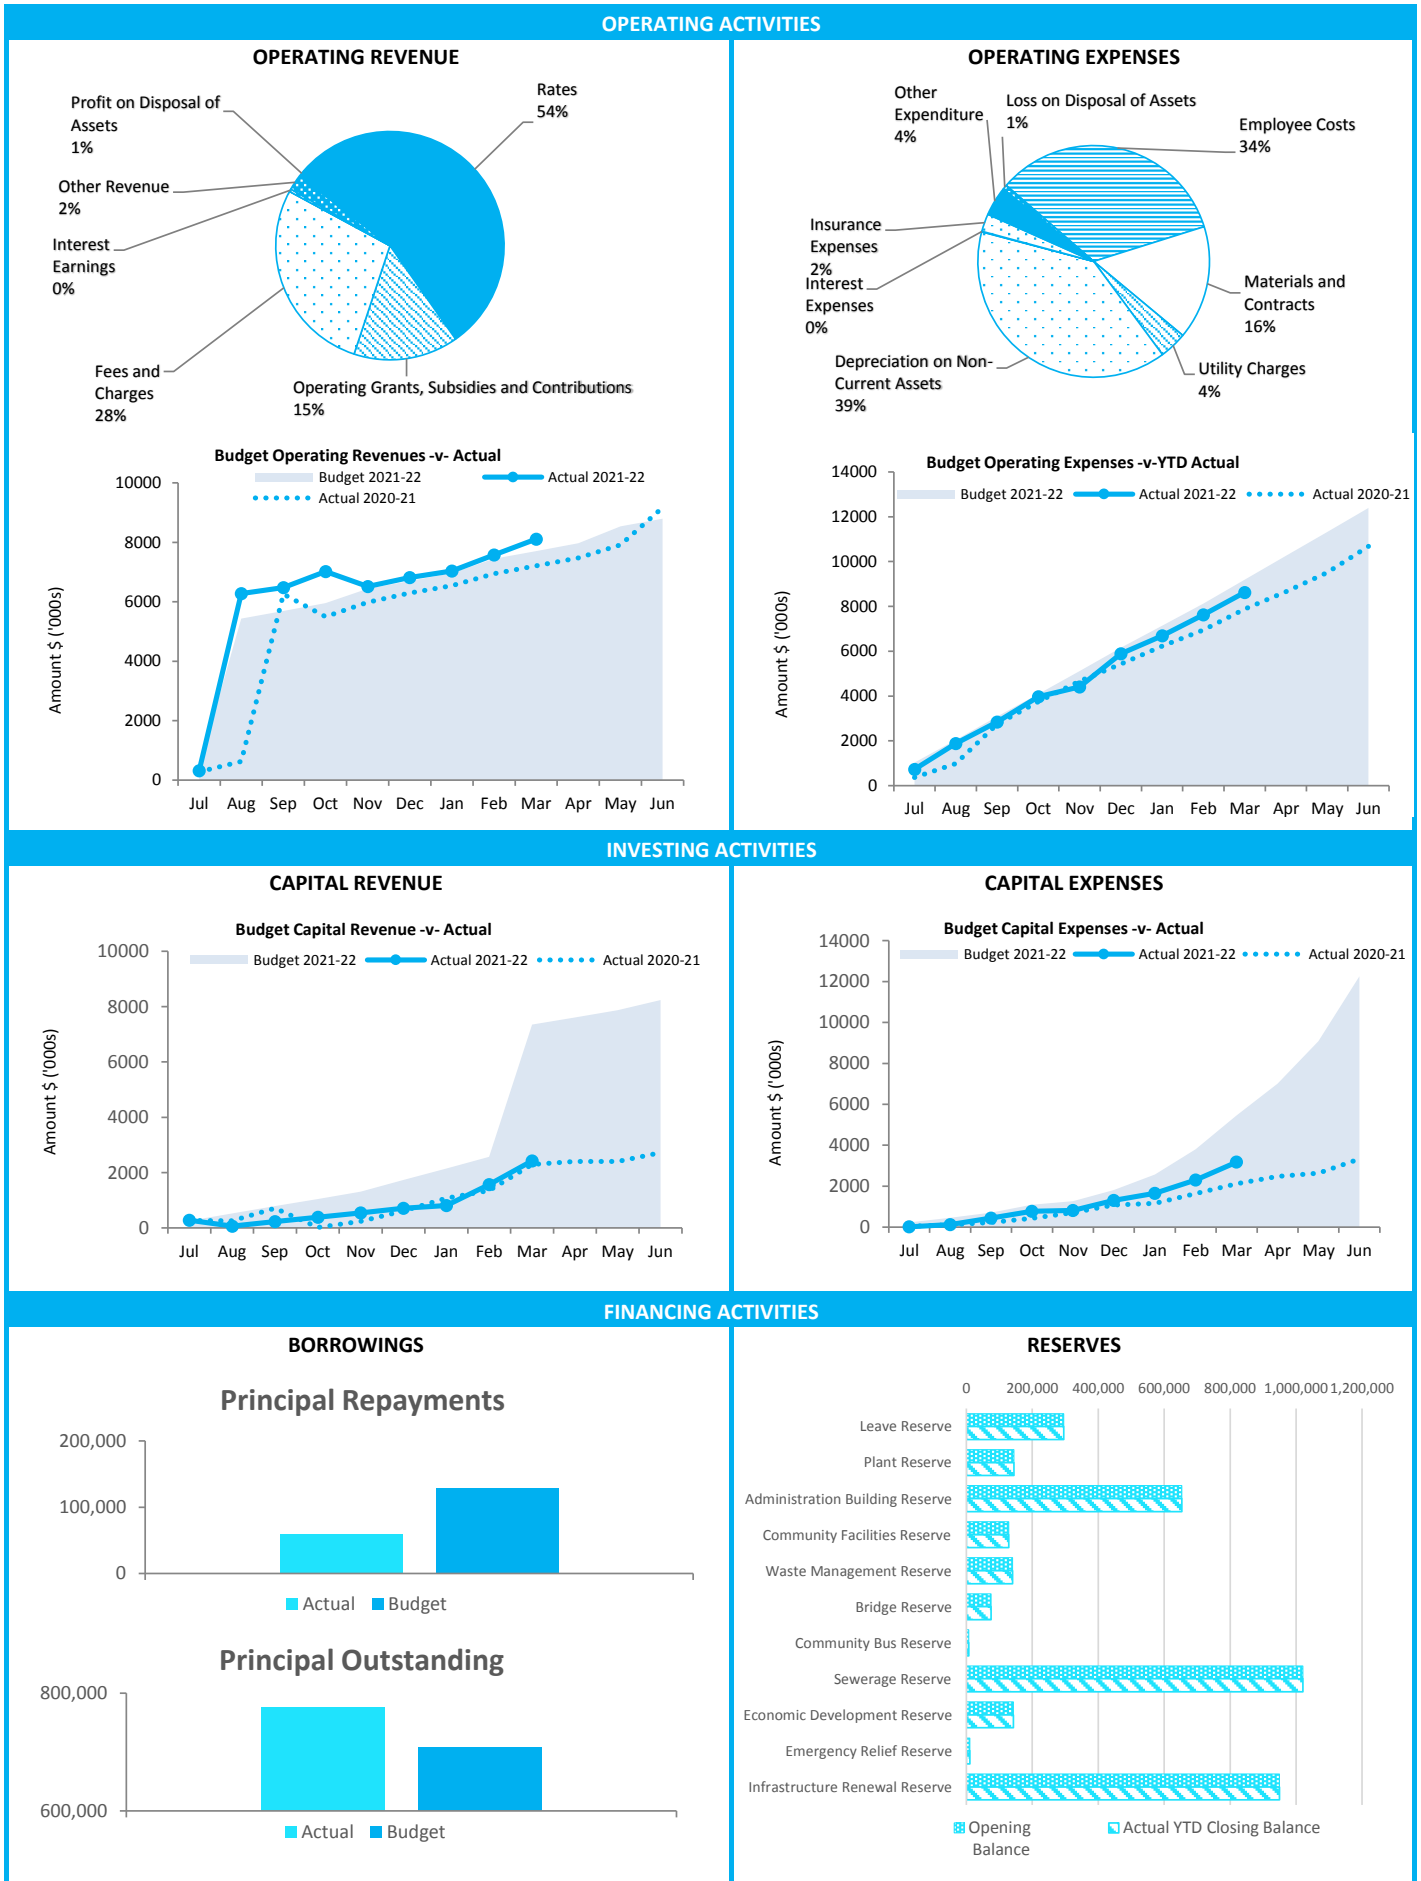 OPERATING ACTIVITIES
OPERATING REVENUE
Profit on Disposal of
Assets
1%
Rates
54%
Other Revenue
2%
Interest
Earnings
0%
Fees and
Charges
28%
Operating Grants, Subsidies and Contributions
15%
OPERATING EXPENSES
Other
Expenditure
4%
Loss on Disposal of Assets
1%
Employee Costs
34%
Insurance
Expenses
2%
Interest
Expenses
0%
Materials and
Contracts
16%
Depreciation on Non-
Current Assets
39%
Utility Charges
4%
Budget Operating Revenues -v- Actual
Budget 2021-22
Actual 2021-22
Actual 2020-21
Amount $ ('000s)
10000
8000
6000
4000
2000
0
Jul Aug Sep Oct Nov Dec Jan Feb Mar Apr May Jun
Budget Operating Expenses -v-YTD Actual
Budget 2021-22
Actual 2021-22
Actual 2020-21
Amount $ ('000s)
14000
12000
10000
8000
6000
4000
2000
0
Jul Aug Sep Oct Nov Dec Jan Feb Mar Apr May Jun
INVESTING ACTIVITIES
CAPITAL REVENUE
Budget Capital Revenue -v- Actual
Budget 2021-22
Actual 2021-22
Actual 2020-21
Amount $ ('000s)
10000
8000
6000
4000
2000
0
Jul Aug Sep Oct Nov Dec Jan Feb Mar Apr May Jun
CAPITAL EXPENSES
Budget Capital Expenses -v- Actual
Budget 2021-22
Actual 2021-22
Actual 2020-21
Amount $ ('000s)
14000
12000
10000
8000
6000
4000
2000
0
Jul Aug Sep Oct Nov Dec Jan Feb Mar Apr May Jun
FINANCING ACTIVITIES
BORROWINGS
Principal Repayments
200,000
100,000
0
Actual
Budget
Principal Outstanding
800,000
600,000
Actual
Budget
RESERVES
0 200,000 400,000 600,000 800,000 1,000,000 1,200,000
Leave Reserve
Plant Reserve
Administration Building Reserve
Community Facilities Reserve
Waste Management Reserve
Bridge Reserve
Community Bus Reserve
Sewerage Reserve
Economic Development Reserve
Emergency Relief Reserve
Infrastructure Renewal Reserve
Opening
Balance
Actual YTD Closing Balance